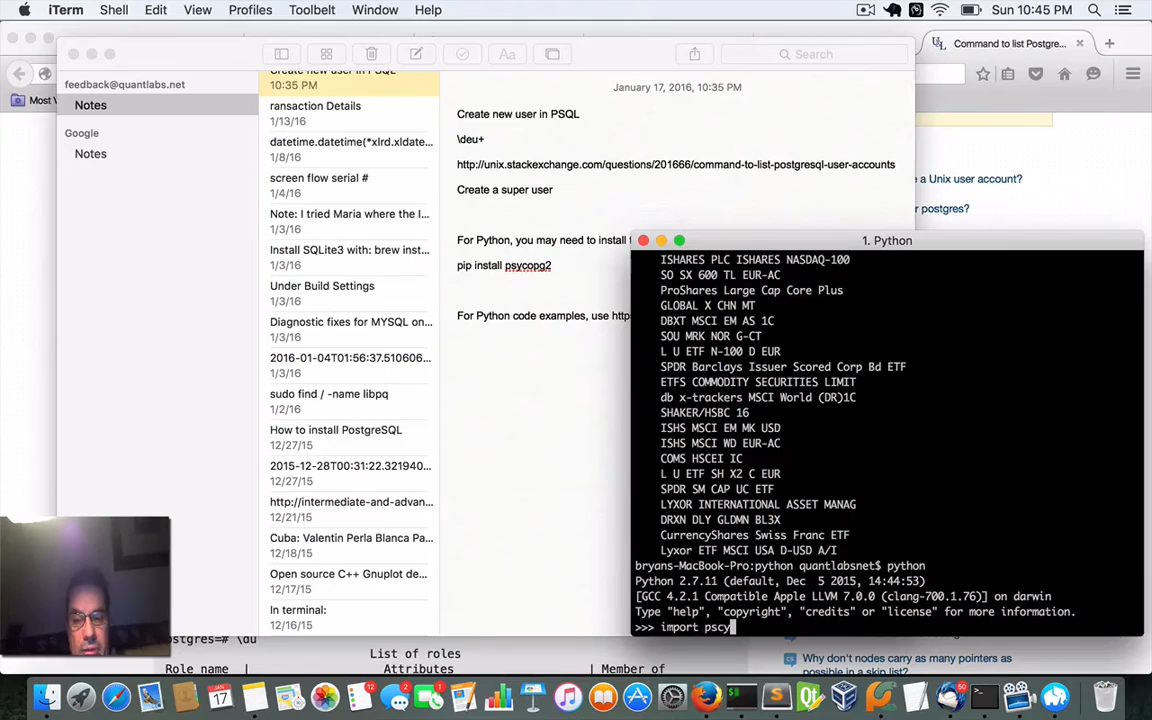 iTerm Shell Edit View Profiles Toolbelt Window Help
Sun 10:45 PM
Command to list Postgre...
Search
Most V
feedback@quantlabs.net
Notes
Google
Notes
Create new user in PSQL
10:35 PM
ransaction Details
1/13/16
datetime.datetime(*xlrd.xldate...
1/8/16
screen flow serial #
1/4/16
Note: I tried Maria where the I...
1/3/16
Install SQLite3 with: brew inst...
1/3/16
Under Build Settings
1/3/16
Diagnostic fixes for MYSQL on...
1/3/16
2016-01-04T01:56:37.510606...
1/3/16
sudo find / -name libpq
1/2/16
How to install PostgreSQL
12/27/15
2015-12-28T00:31:22.321940...
12/27/15
http://intermediate-and-advan...
12/21/15
Cuba: Valentin Perla Blanca Pa...
12/18/15
Open source C++ Gnuplot de...
12/17/15
In terminal:
12/16/15
January 17, 2016, 10:35 PM
Create new user in PSQL
\deu+
http://unix.stackexchange.com/questions/201666/command-to-list-postgresql-user-accounts
Create a super user
For Python, you may need to install
pip install psycopg2
For Python code examples, use http
e a Unix user account?
r postgres?
1. Python
ISHARES PLC ISHARES NASDAQ-100
SO SX 600 TL EUR-AC
ProShares Large Cap Core Plus
GLOBAL X CHN MT
DBXT MSCI EM AS 1C
SOU MRK NOR G-CT
L U ETF N-100 D EUR
SPDR Barclays Issuer Scored Corp Bd ETF
ETFS COMMODITY SECURITIES LIMIT
db x-trackers MSCI World (DR)1C
SHAKER/HSBC 16
ISHS MSCI EM MK USD
ISHS MSCI WD EUR-AC
COMS HSCEI IC
L U ETF SH X2 C EUR
SPDR SM CAP UC ETF
LYXOR INTERNATIONAL ASSET MANAG
DRXN DLY GLDMN BL3X
CurrencyShares Swiss Franc ETF
Lyxor ETF MSCI USA D-USD A/I
bryans-MacBook-Pro:python quantlabsnet$ python
Python 2.7.11 (default, Dec  5 2015, 14:44:53)
[GCC 4.2.1 Compatible Apple LLVM 7.0.0 (clang-700.1.76)] on darwin
Type "help", "copyright", "credits" or "license" for more information.
>>> import pscy
postgres=# \du
List of roles
Role name | Attributes | Member of
Why don't nodes carry as many pointers as
possible in a skip list?
17
12
2
1
50